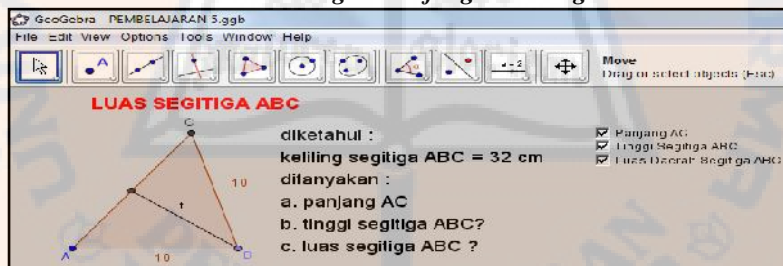 GeoGebra PEMBELAJARAN 5.ggb
File Edit View Options Tools Window Help
Move
Drag or select objects (Esc)
LUAS SEGITIGA ABC
C
10
t
A
10
diketahui :
keliling segitiga ABC = 32 cm
ditanyakan :
a. panjang AC
b. tinggi segitiga ABC?
c. luas segitiga ABC ?
Panjang AC
Tinggi Segitiga ABC
Luas Daerah Segitiga ABC